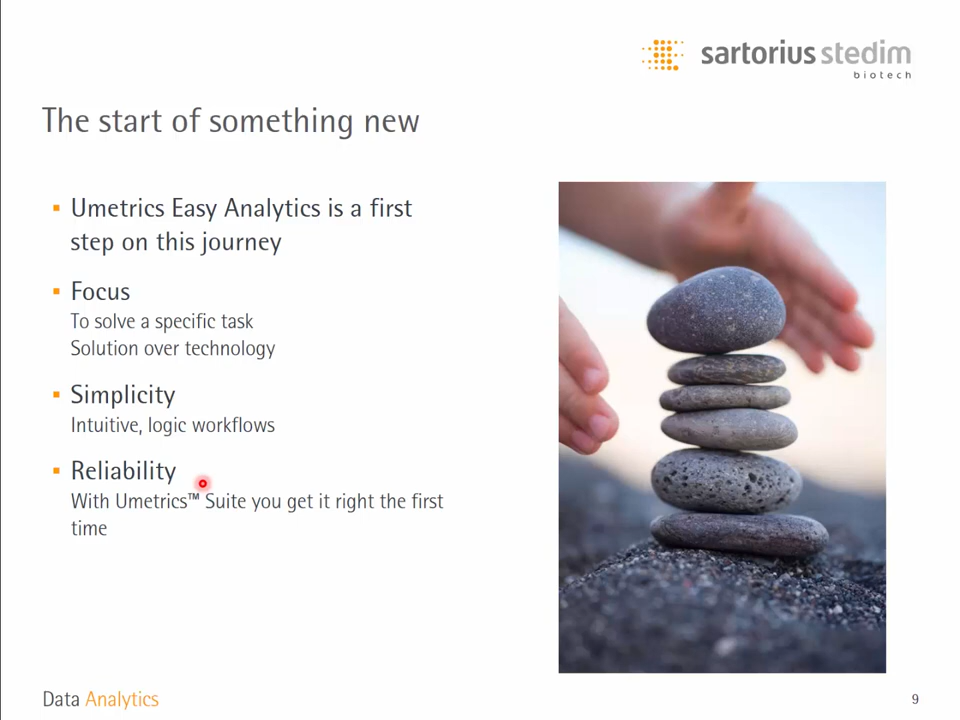 sartorius stedim
biotech
The start of something new
Umetrics Easy Analytics is a first
step on this journey
Focus
To solve a specific task
Solution over technology
Simplicity
Intuitive, logic workflows
Reliability
With Umetrics™ Suite you get it right the first
time
Data Analytics
9